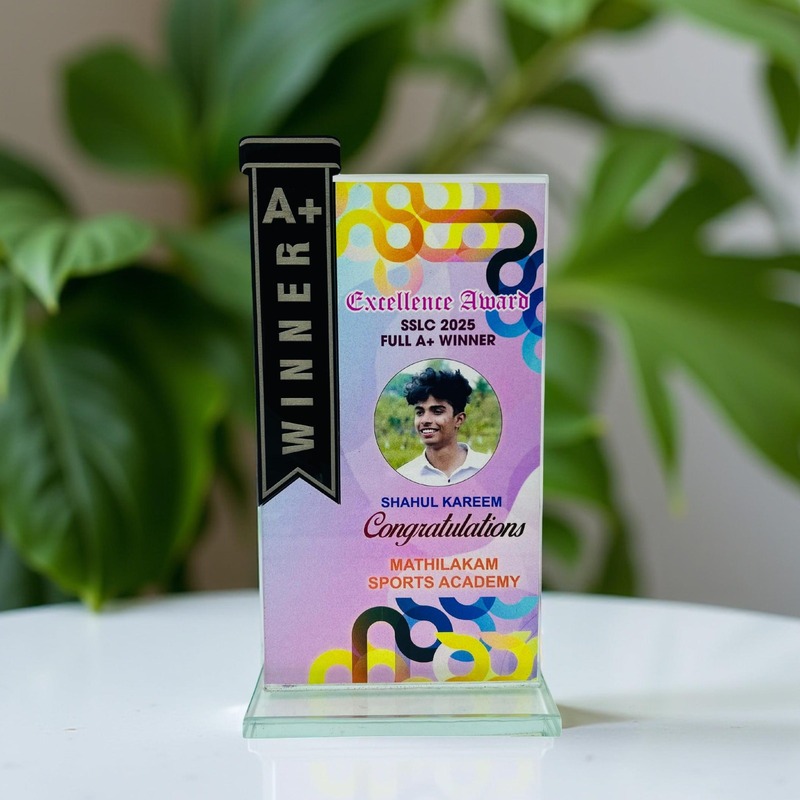 A+
WINNER
Excellence Award
SSLC 2025
FULL A+ WINNER
SHAHUL KAREEM
Congratulations
MATHILAKAM
SPORTS ACADEMY